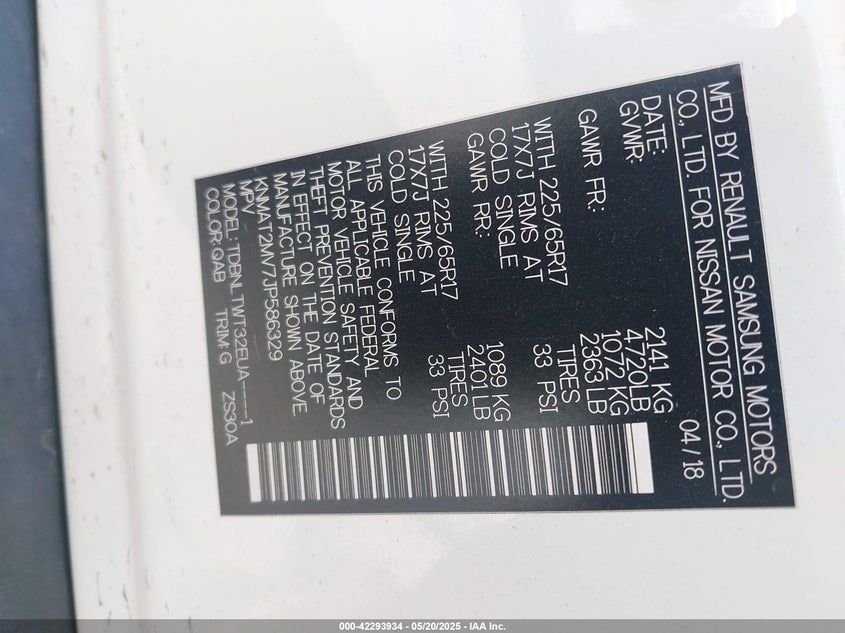 MFD BY RENAULT SAMSUNG MOTORS
CO., LTD. FOR NISSAN MOTOR CO., LTD.
DATE: 04/18
GVWR: 2141 KG
4720LB
GAWR FR: 1072 KG
2363 LB
WITH 225/65R17 TIRES
17X7J RIMS AT 33 PSI
COLD SINGLE
GAWR RR: 1089 KG
2401 LB
WITH 225/65R17 TIRES
17X7J RIMS AT 33 PSI
COLD SINGLE
THIS VEHICLE CONFORMS TO
ALL APPLICABLE FEDERAL
MOTOR VEHICLE SAFETY AND
THEFT PREVENTION STANDARDS
IN EFFECT ON THE DATE OF
MANUFACTURE SHOWN ABOVE.
KNMAT2MV7JP586329
MPV
MODEL: TDBNLTWT32EUA----1
COLOR: QAB TRIM: G ZS30A
000-42293934 - 05/20/2025 - IAA Inc.